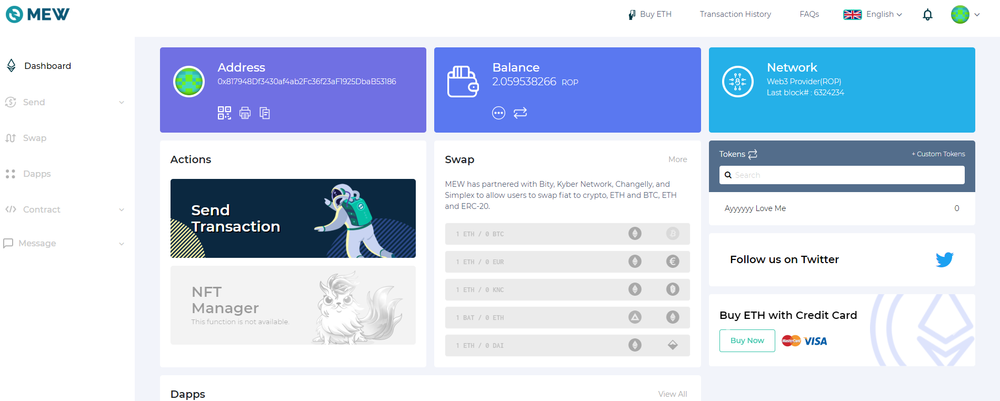 MEW
Buy ETH
Transaction History
FAQs
English
Dashboard
Send
Swap
Dapps
Contract
Message
Address
0x817948Df3430af4ab2Fc36f23aF1925DbaB53186
Balance
2.059538266 ROP
Network
Web3 Provider(ROP)
Last block# : 6324234
Actions
Send
Transaction
NFT
Manager
This function is not available.
Swap
More
MEW has partnered with Bity, Kyber Network, Changelly, and
Simplex to allow users to swap fiat to crypto, ETH and BTC, ETH
and ERC-20.
1 ETH / 0 BTC
1 ETH / 0 EUR
1 ETH / 0 KNC
1 BAT / 0 ETH
1 ETH / 0 DAI
Tokens
+ Custom Tokens
Search
Ayyyyyy Love Me 0
Follow us on Twitter
Buy ETH with Credit Card
Buy Now
MasterCard
VISA
Dapps
View All